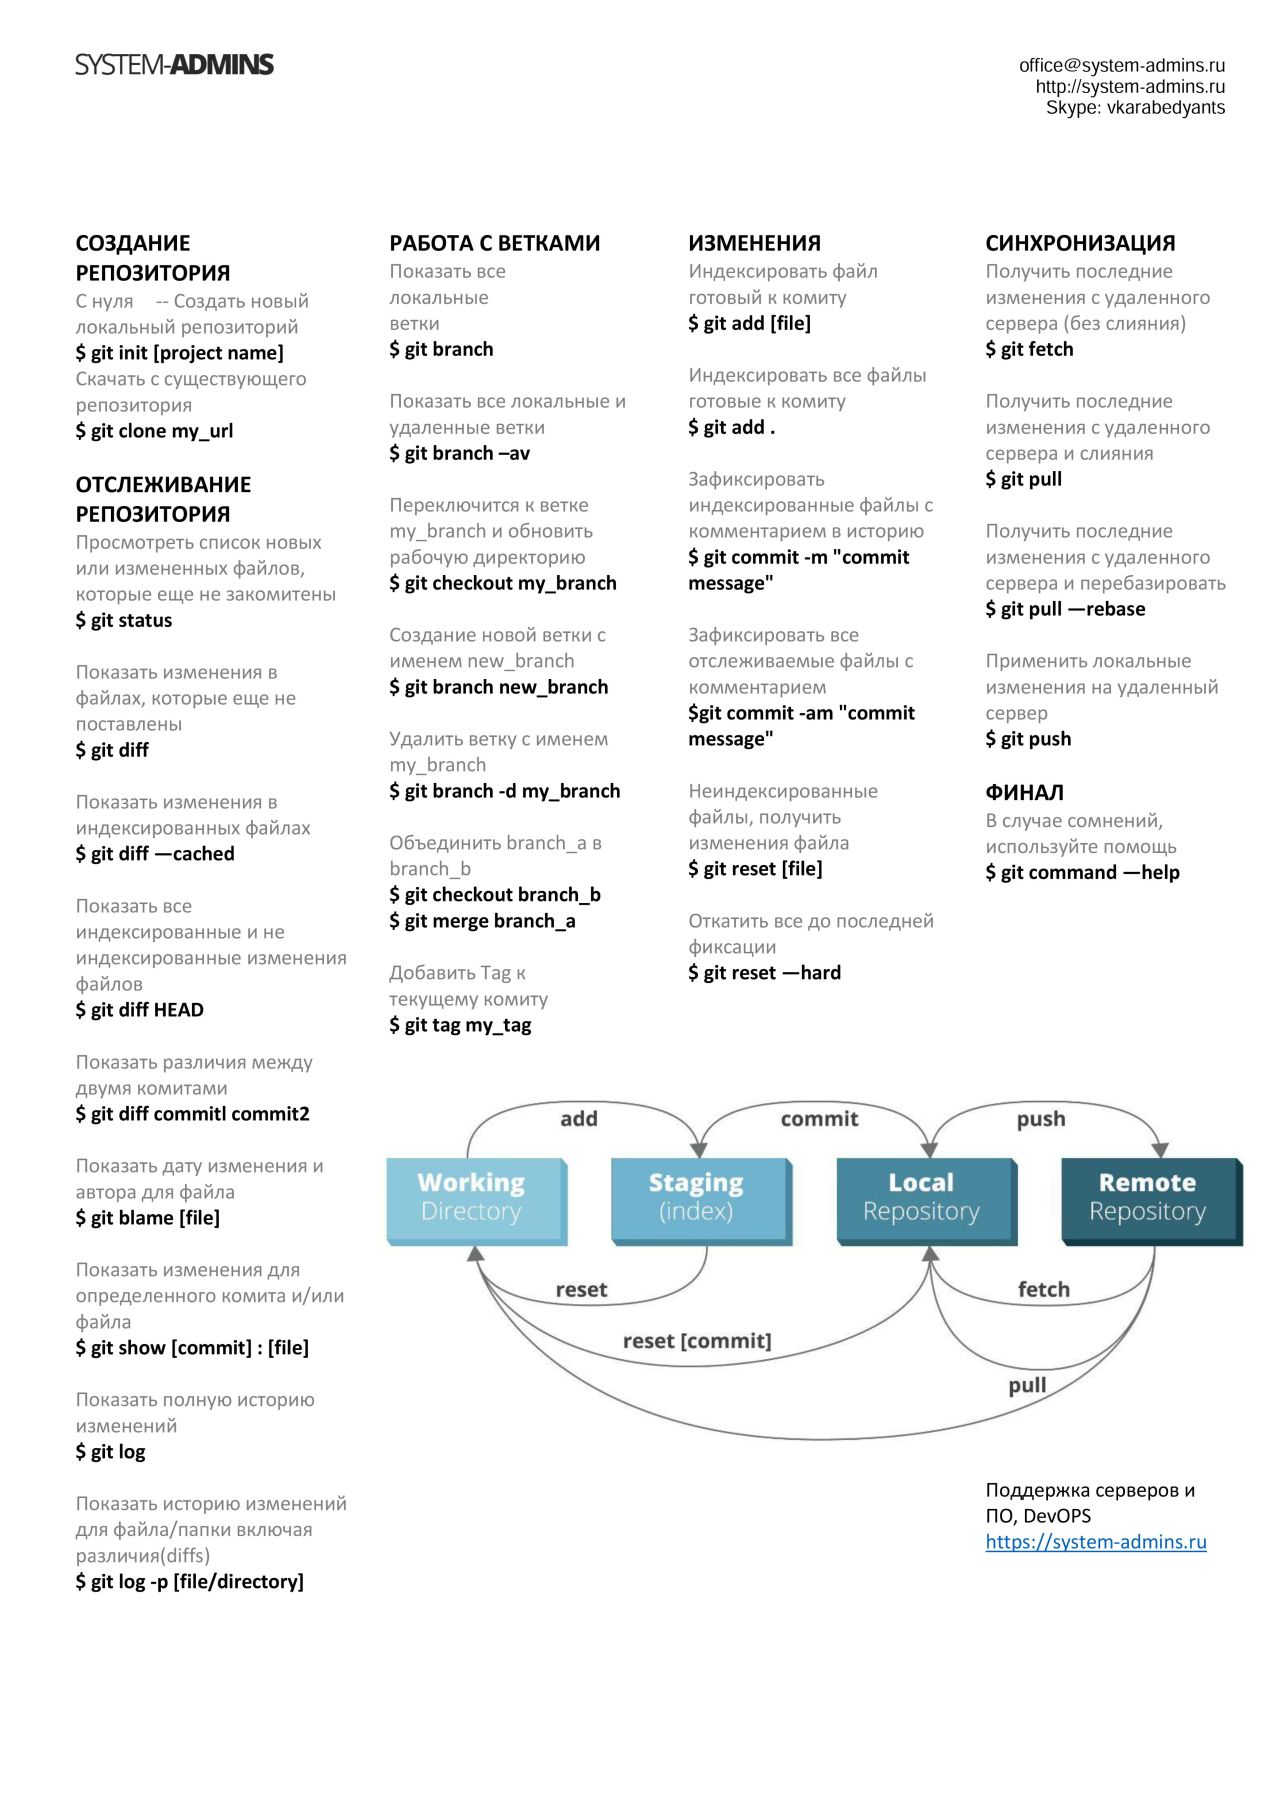 SYSTEM-ADMINS
office@system-admins.ru
http://system-admins.ru
Skype: vkarabedyants
СОЗДАНИЕ
РЕПОЗИТОРИЯ
С нуля -- Создать новый
локальный репозиторий
$ git init [project name]
Скачать с существующего
репозитория
$ git clone my_url
ОТСЛЕЖИВАНИЕ
РЕПОЗИТОРИЯ
Просмотреть список новых
или измененных файлов,
которые еще не закомитены
$ git status
Показать изменения в
файлах, которые еще не
поставлены
$ git diff
Показать изменения в
индексированных файлах
$ git diff —cached
Показать все
индексированные и не
индексированные изменения
файлов
$ git diff HEAD
Показать различия между
двумя комитами
$ git diff commitl commit2
Показать дату изменения и
автора для файла
$ git blame [file]
Показать изменения для
определенного комита и/или
файла
$ git show [commit] : [file]
Показать полную историю
изменений
$ git log
Показать историю изменений
для файла/папки включая
различия(diffs)
$ git log -p [file/directory]
РАБОТА С ВЕТКАМИ
Показать все
локальные
ветки
$ git branch
Показать все локальные и
удаленные ветки
$ git branch –av
Переключится к ветке
my_branch и обновить
рабочую директорию
$ git checkout my_branch
Создание новой ветки с
именем new_branch
$ git branch new_branch
Удалить ветку с именем
my_branch
$ git branch -d my_branch
Объединить branch_a в
branch_b
$ git checkout branch_b
$ git merge branch_a
Добавить Tag к
текущему комиту
$ git tag my_tag
ИЗМЕНЕНИЯ
Индексировать файл
готовый к комиту
$ git add [file]
Индексировать все файлы
готовые к комиту
$ git add .
Зафиксировать
индексированные файлы с
комментарием в историю
$ git commit -m "commit
message"
Зафиксировать все
отслеживаемые файлы с
комментарием
$git commit -am "commit
message"
Неиндексированные
файлы, получить
изменения файла
$ git reset [file]
Откатить все до последней
фиксации
$ git reset —hard
СИНХРОНИЗАЦИЯ
Получить последние
изменения с удаленного
сервера (без слияния)
$ git fetch
Получить последние
изменения с удаленного
сервера и слияния
$ git pull
Получить последние
изменения с удаленного
сервера и перебазировать
$ git pull —rebase
Применить локальные
изменения на удаленный
сервер
$ git push
ФИНАЛ
В случае сомнений,
используйте помощь
$ git command —help
add
commit
push
Working
Directory
Staging
(index)
Local
Repository
Remote
Repository
reset
fetch
reset [commit]
pull
Поддержка серверов и
ПО, DevOPS
https://system-admins.ru